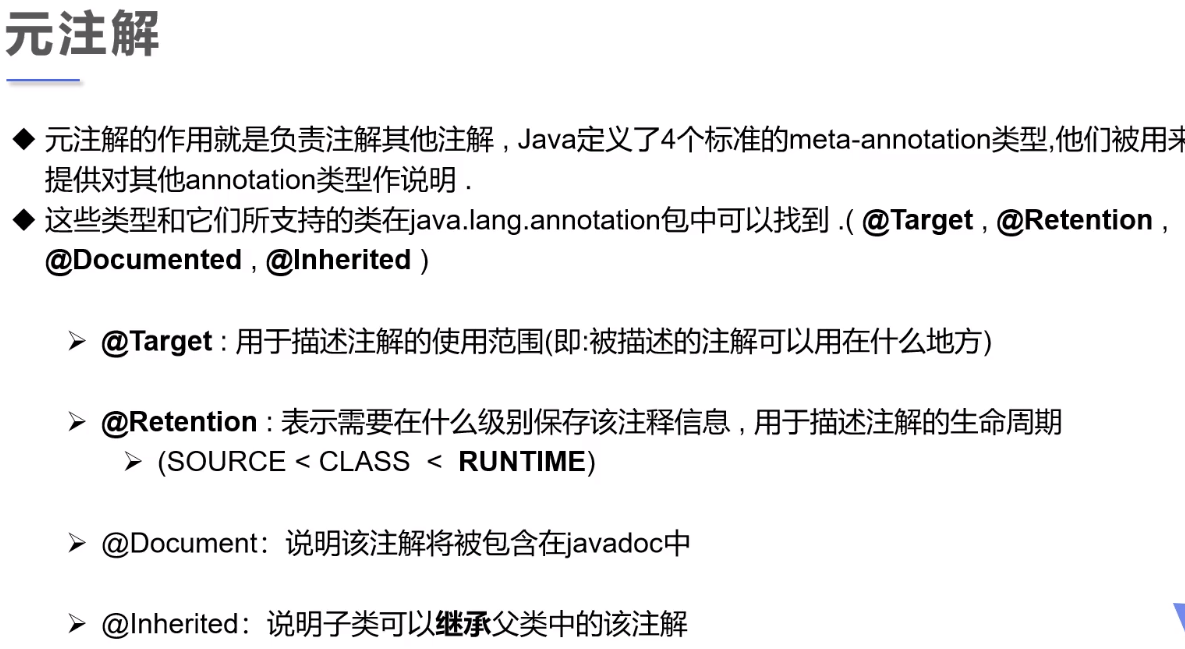 元注解
元注解的作用就是负责注解其他注解 , Java定义了4个标准的meta-annotation类型,他们被用来
提供对其他annotation类型作说明 .
这些类型和它们所支持的类在java.lang.annotation包中可以找到 .( @Target , @Retention ,
@Documented , @Inherited )
@Target : 用于描述注解的使用范围(即:被描述的注解可以用在什么地方)
@Retention : 表示需要在什么级别保存该注释信息 , 用于描述注解的生命周期
(SOURCE < CLASS < RUNTIME)
@Document：说明该注解将被包含在javadoc中
@Inherited：说明子类可以继承父类中的该注解